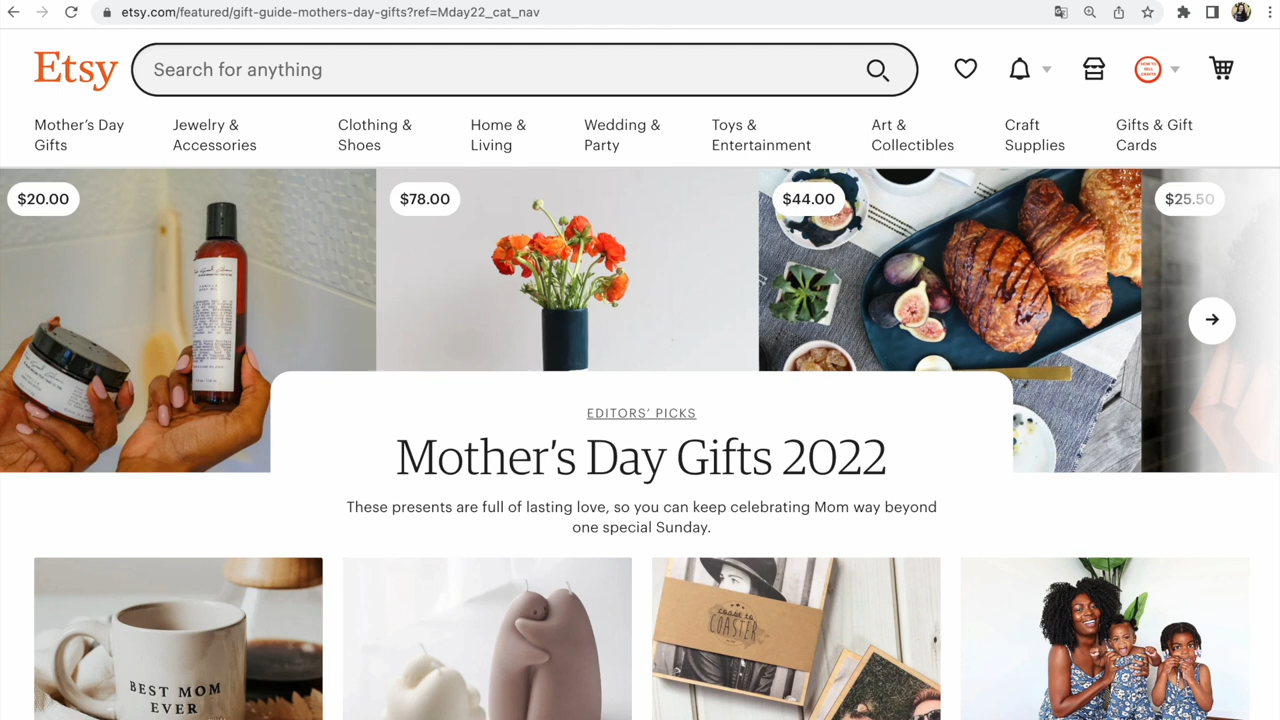 etsy.com/featured/gift-guide-mothers-day-gifts?ref=Mday22_cat_nav
Etsy
Search for anything
Mother's Day Gifts
Jewelry & Accessories
Clothing & Shoes
Home & Living
Wedding & Party
Toys & Entertainment
Art & Collectibles
Craft Supplies
Gifts & Gift Cards
$20.00
$78.00
$44.00
$25.50
EDITORS' PICKS
Mother's Day Gifts 2022
These presents are full of lasting love, so you can keep celebrating Mom way beyond
one special Sunday.
BEST MOM
EVER
COASTER